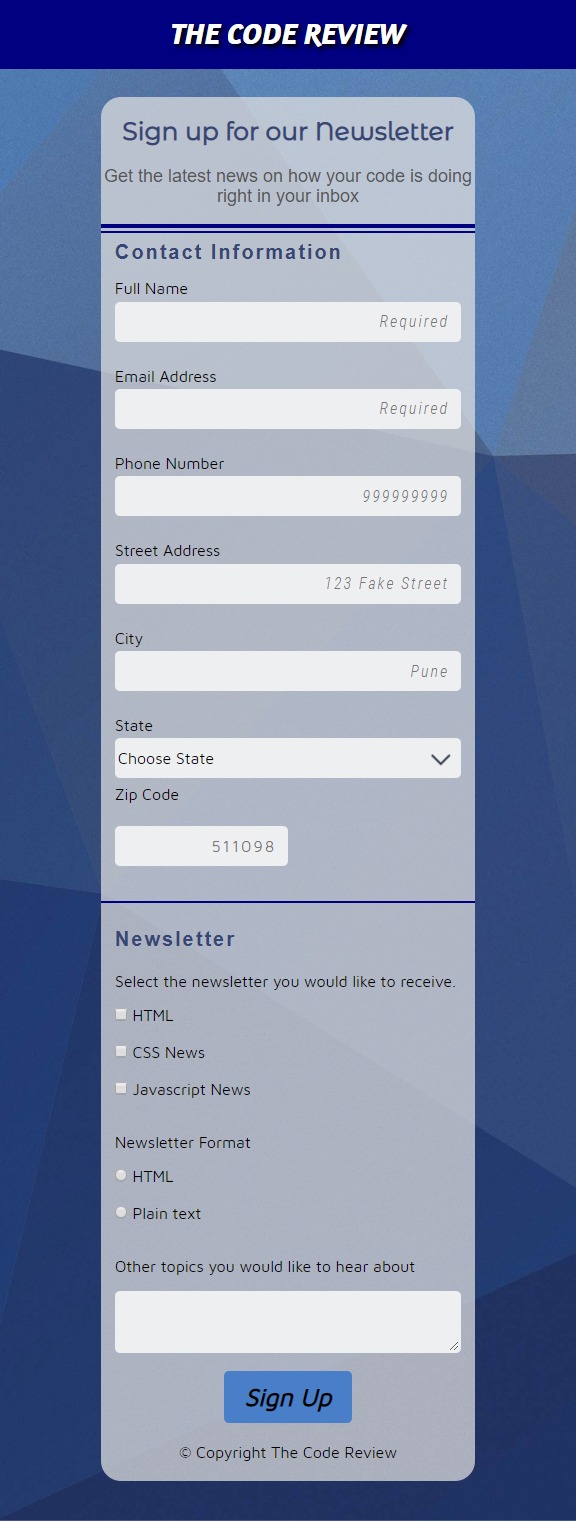 THE CODE REVIEW
Sign up for our Newsletter
Get the latest news on how your code is doing
right in your inbox
Contact Information
Full Name
Required
Email Address
Required
Phone Number
999999999
Street Address
123 Fake Street
City
Pune
State
Choose State
Zip Code
511098
Newsletter
Select the newsletter you would like to receive.
HTML
CSS News
Javascript News
Newsletter Format
HTML
Plain text
Other topics you would like to hear about
Sign Up
© Copyright The Code Review